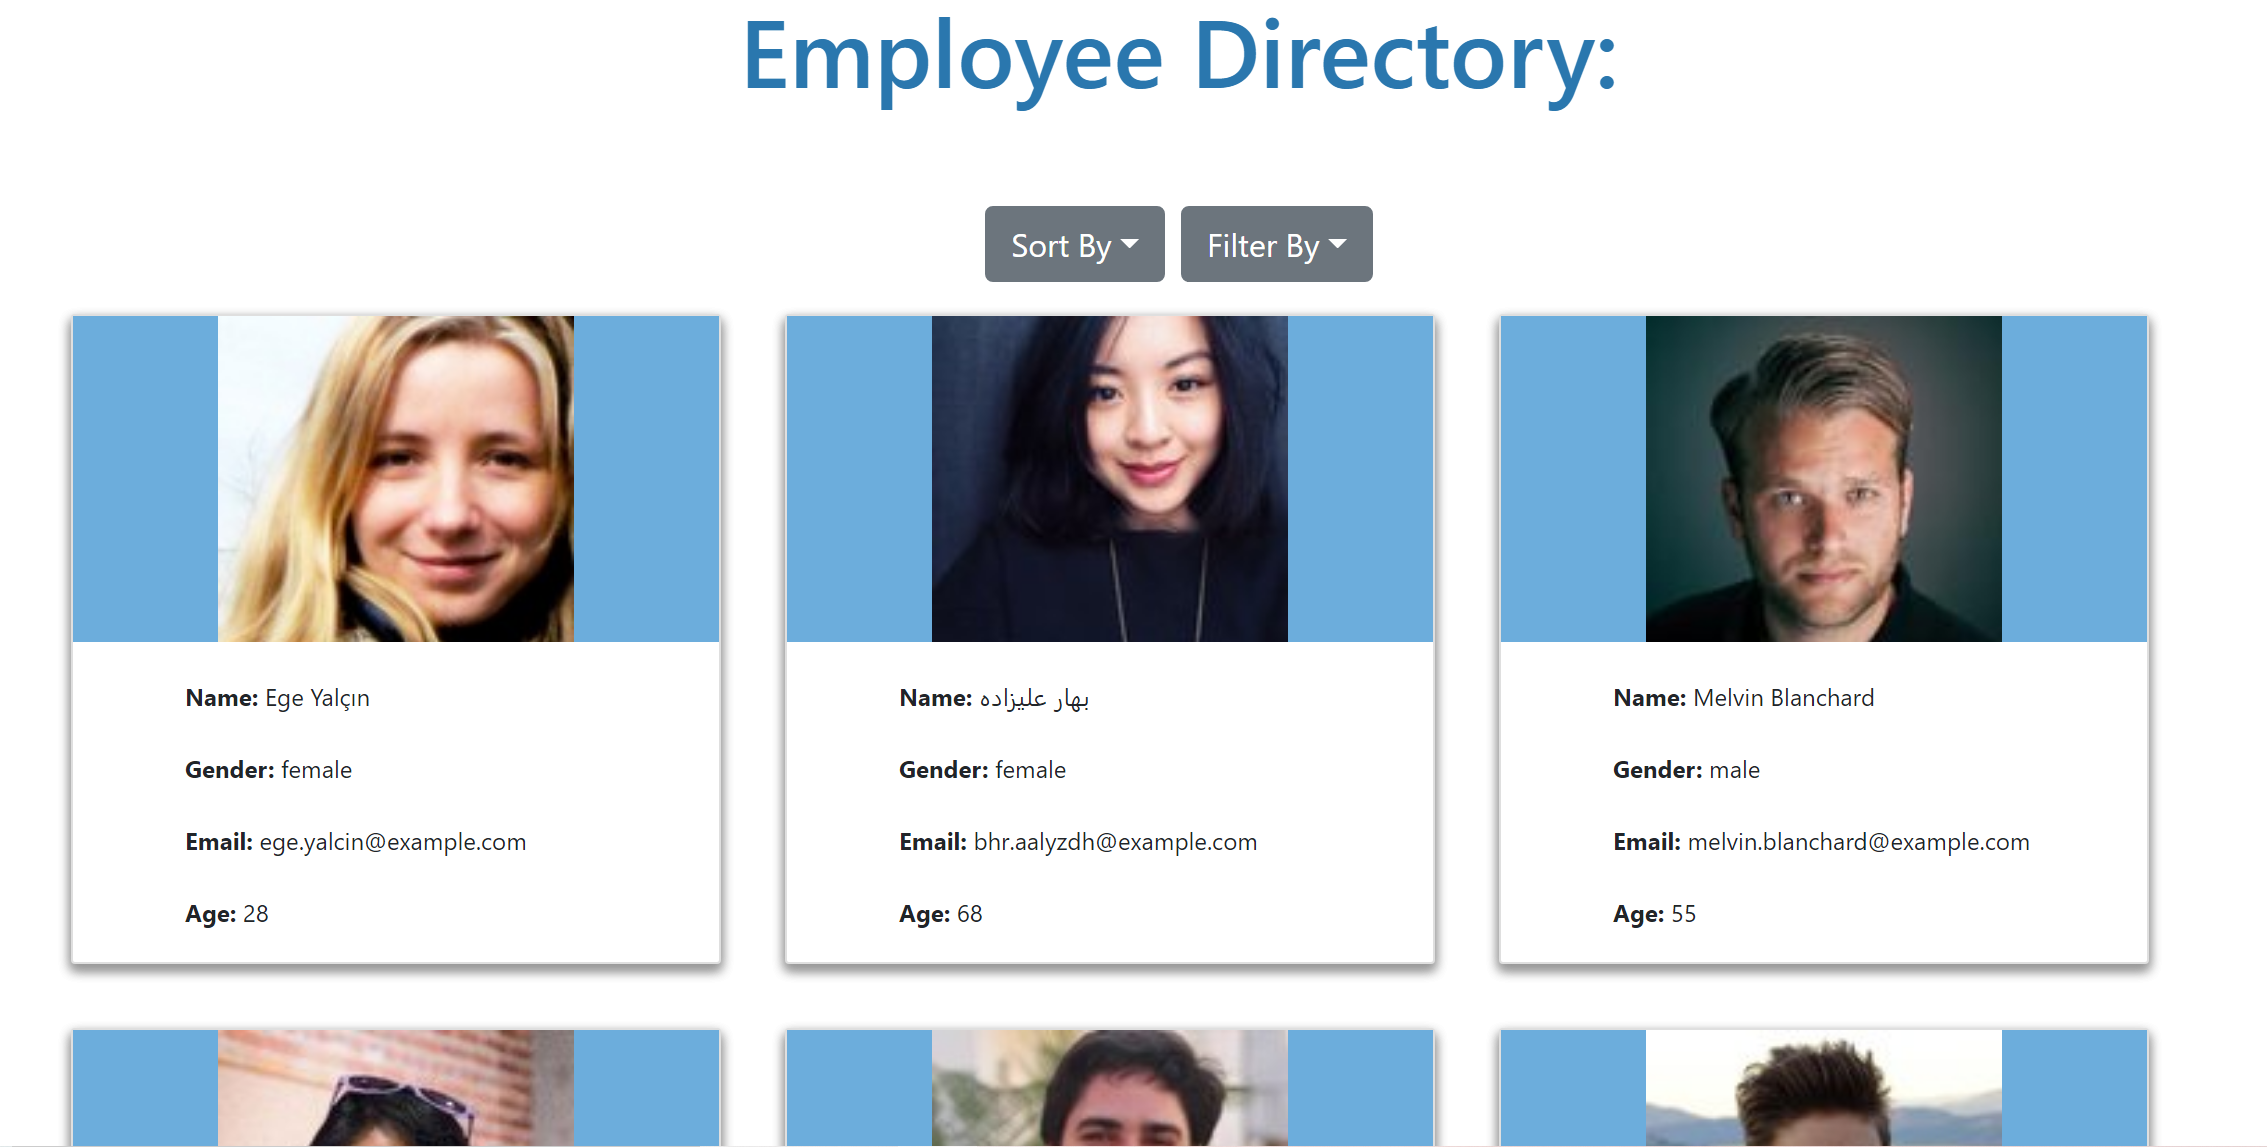 Employee Directory:
Sort By
Filter By
Name: Ege Yalçın
Gender: female
Email: ege.yalcin@example.com
Age: 28
Name: بهار علیزاده
Gender: female
Email: bhr.aalyzdh@example.com
Age: 68
Name: Melvin Blanchard
Gender: male
Email: melvin.blanchard@example.com
Age: 55